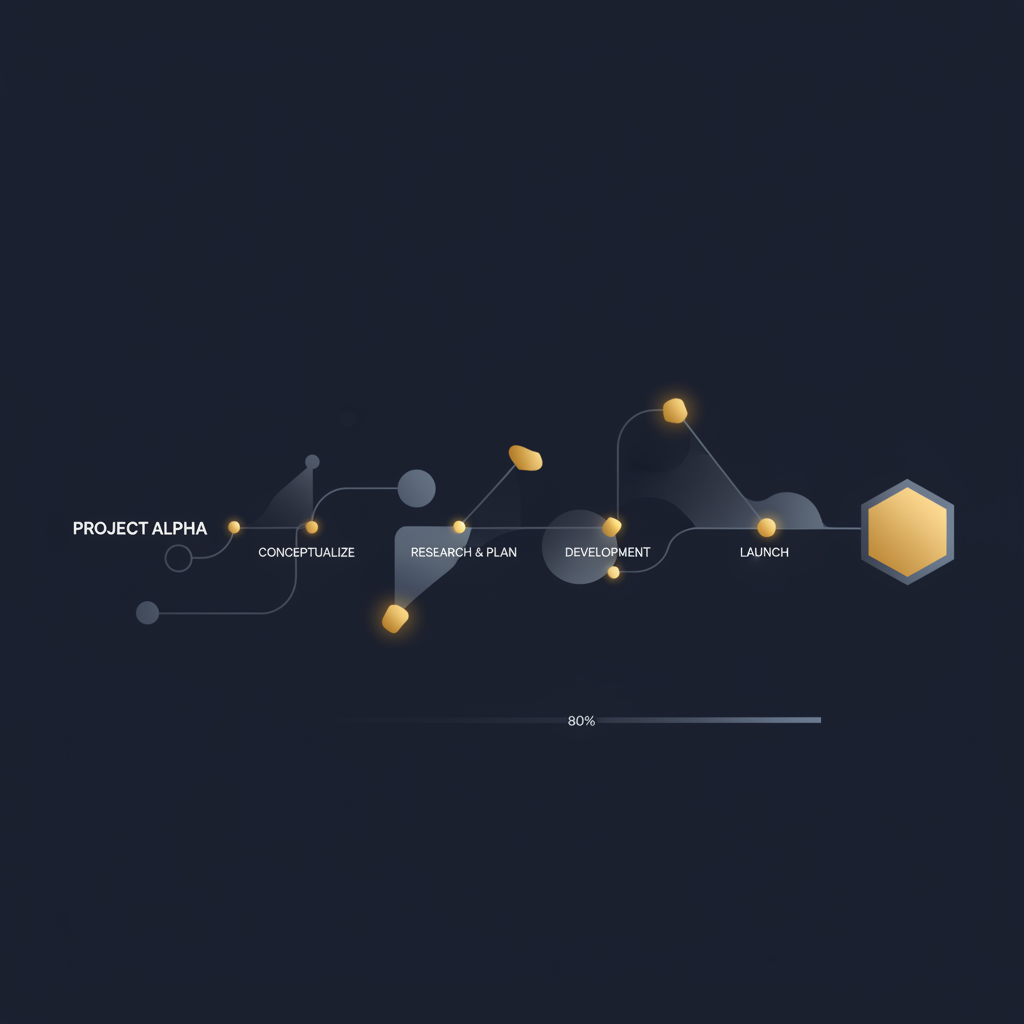 PROJECT ALPHA
CONCEPTUALIZE
RESEARCH & PLAN
DEVELOPMENT
LAUNCH
80%